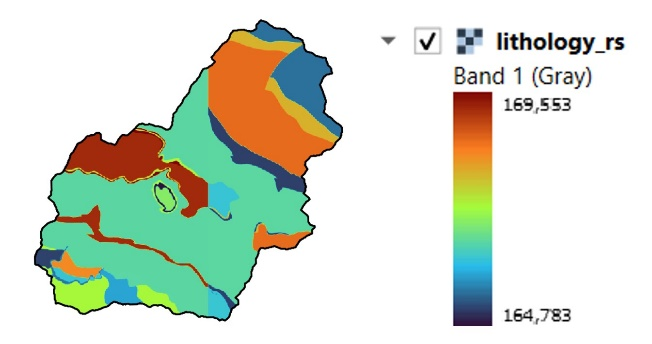 lithology_rs
Band 1 (Gray)
169,553
164,783